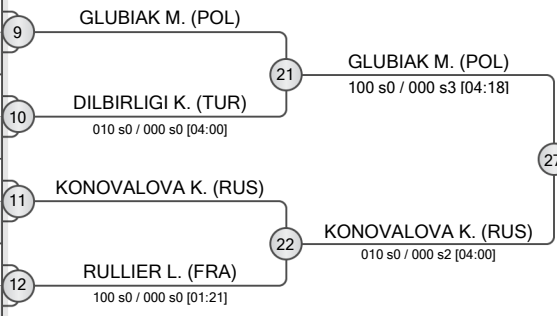 9
GLUBIAK M. (POL)
21
GLUBIAK M. (POL)
100 s0 / 000 s3 [04:18]
10
DILBIRLIGI K. (TUR)
010 s0 / 000 s0 [04:00]
27
11
KONOVALOVA K. (RUS)
22
KONOVALOVA K. (RUS)
010 s0 / 000 s2 [04:00]
12
RULLIER L. (FRA)
100 s0 / 000 s0 [01:21]